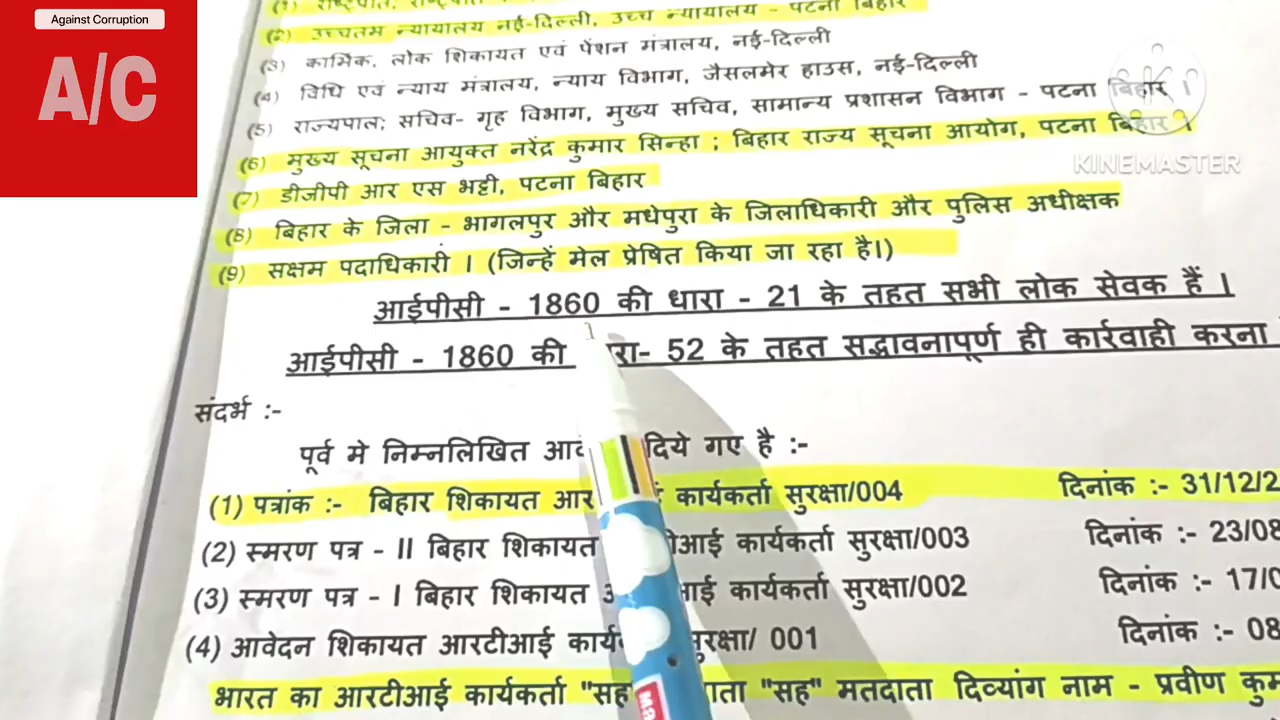 Against Corruption
A/C
(1) राष्ट्रपति,
(2) उच्चतम न्यायालय नई-दिल्ली, उच्च न्यायालय - पटना बिहार
(3) कार्मिक, लोक शिकायत एवं पेंशन मंत्रालय, नई-दिल्ली
(4) विधि एवं न्याय मंत्रालय, न्याय विभाग, जैसलमेर हाउस, नई-दिल्ली
(5) राज्यपाल; सचिव- गृह विभाग, मुख्य सचिव, सामान्य प्रशासन विभाग - पटना बिहार ।
(6) मुख्य सूचना आयुक्त नरेंद्र कुमार सिन्हा ; बिहार राज्य सूचना आयोग, पटना बिहार ।
KINEMASTER
(7) डीजीपी आर एस भट्टी, पटना बिहार
(8) बिहार के जिला - भागलपुर और मधेपुरा के जिलाधिकारी और पुलिस अधीक्षक
(9) सक्षम पदाधिकारी । (जिन्हें मेल प्रेषित किया जा रहा है।)
आईपीसी - 1860 की धारा - 21 के तहत सभी लोक सेवक हैं ।
आईपीसी - 1860 की रा- 52 के तहत सद्भावनापूर्ण ही कार्रवाही करना
संदर्भ :-
पूर्व मे निम्नलिखित आवे दिये गए है :-
(1) पत्रांक :- बिहार शिकायत आर कार्यकर्ता सुरक्षा/004 दिनांक :- 31/12/2
(2) स्मरण पत्र - II बिहार शिकायत ीआई कार्यकर्ता सुरक्षा/003 दिनांक :- 23/08
(3) स्मरण पत्र - I बिहार शिकायत आई कार्यकर्ता सुरक्षा/002 दिनांक :- 17/0
(4) आवेदन शिकायत आरटीआई कार्य सुरक्षा/ 001 दिनांक :- 08
भारत का आरटीआई कार्यकर्ता "सह ाता "सह" मतदाता दिव्यांग नाम - प्रवीण कुम